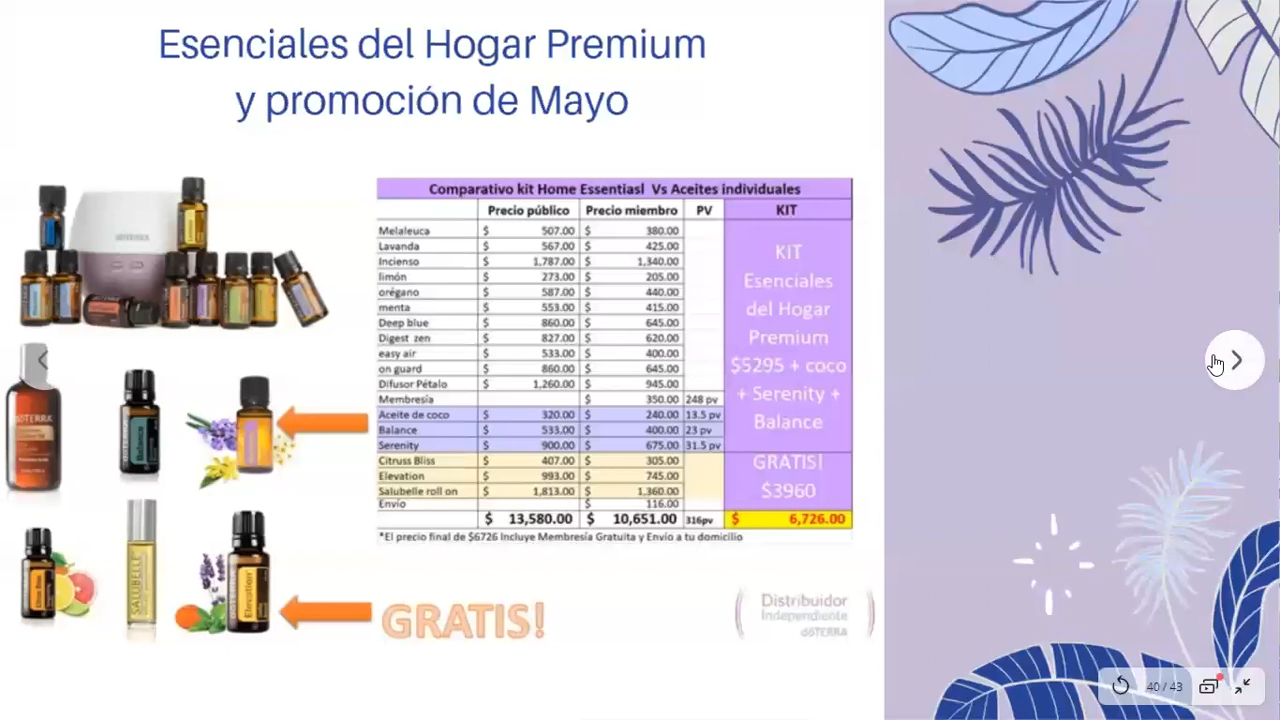 Esenciales del Hogar Premium
y promoción de Mayo
Comparativo kit Home Essentiasl Vs Aceites individuales
Precio público Precio miembro PV KIT
Melaleuca $ 507.00 $ 380.00
Lavanda $ 567.00 $ 425.00
Incienso $ 1,787.00 $ 1,340.00
limón $ 273.00 $ 205.00
orégano $ 587.00 $ 440.00
menta $ 553.00 $ 415.00
Deep blue $ 860.00 $ 645.00
Digest zen $ 827.00 $ 620.00
easy air $ 533.00 $ 400.00
on guard $ 860.00 $ 645.00
Difusor Pétalo $ 1,260.00 $ 945.00
Membresía $ 350.00 248 pv
Aceite de coco $ 320.00 $ 240.00 13.5 pv
Balance $ 533.00 $ 400.00 23 pv
Serenity $ 900.00 $ 675.00 31.5 pv
Citruss Bliss $ 407.00 $ 305.00
Elevation $ 993.00 $ 745.00
Salubelle roll on $ 1,813.00 $ 1,360.00
Envío $ 116.00
$ 13,580.00 $ 10,651.00 316pv $ 6,726.00
KIT
Esenciales
del Hogar
Premium
$5295 + coco
+ Serenity +
Balance
GRATIS!
$3960
*El precio final de $6726 Incluye Membresía Gratuita y Envío a tu domicilio
dōTERRA
Balance
Citrus Bliss
SALUBELLE
Elevation
GRATIS!
Distribuidor
Independiente
dōTERRA
40 / 43